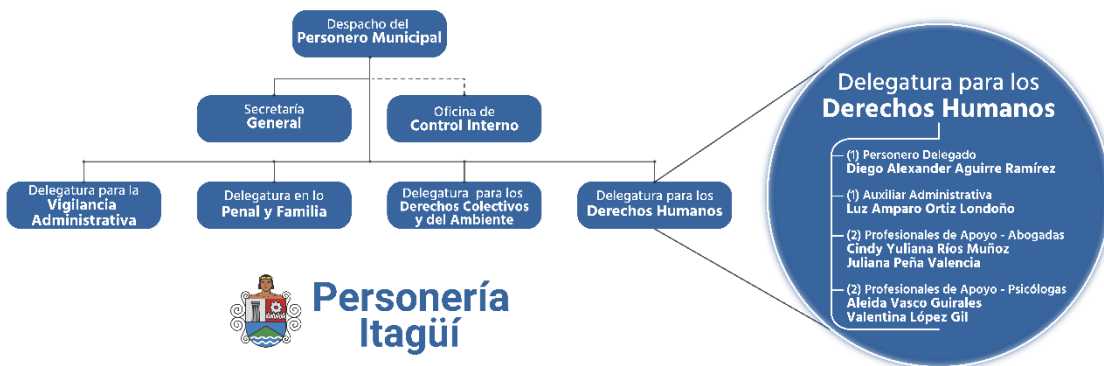 Despacho del
Personero Municipal
Secretaría
General
Oficina de
Control Interno
Delegatura para la
Vigilancia
Administrativa
Delegatura en lo
Penal y Familia
Delegatura para los
Derechos Colectivos
y del Ambiente
Delegatura para los
Derechos Humanos
Personería
Itagüí
Delegatura para los
Derechos Humanos
(1) Personero Delegado
Diego Alexander Aguirre Ramírez
(1) Auxiliar Administrativa
Luz Amparo Ortiz Londoño
(2) Profesionales de Apoyo - Abogadas
Cindy Yuliana Ríos Muñoz
Juliana Peña Valencia
(2) Profesionales de Apoyo - Psicólogas
Aleida Vasco Guirales
Valentina López Gil